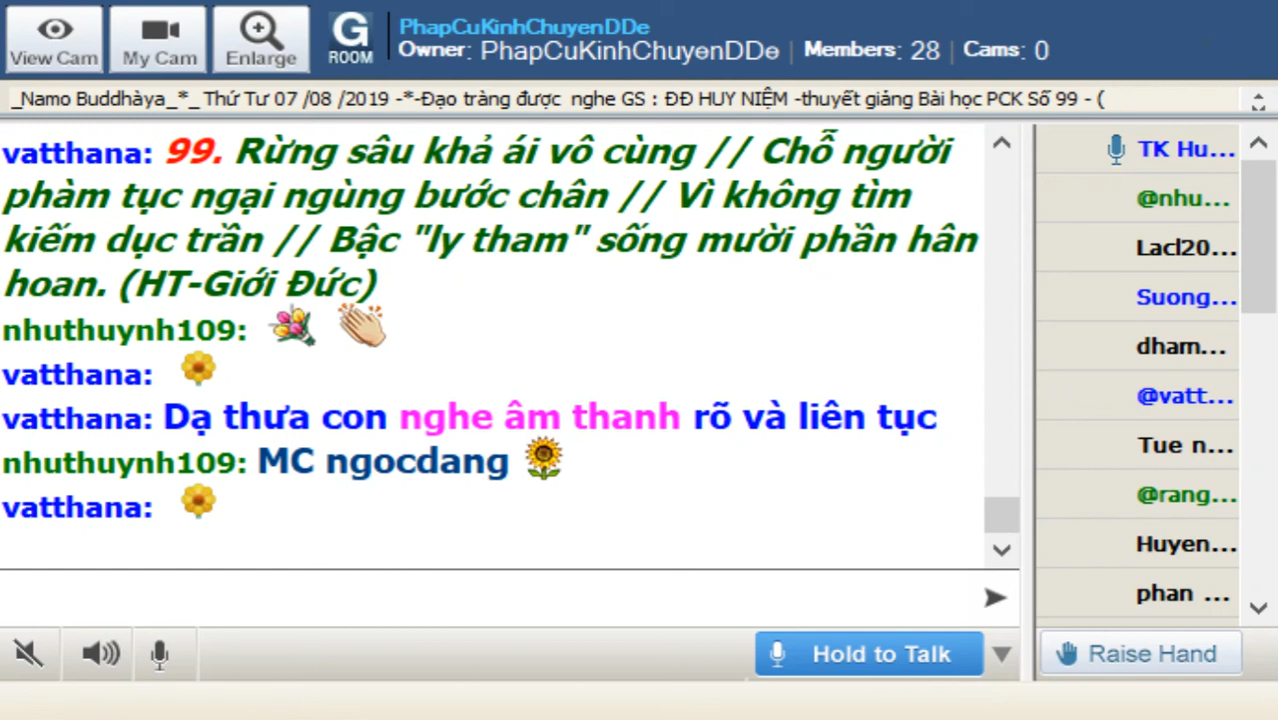 PhapCuKinhChuyenDDe
Owner: PhapCuKinhChuyenDDe | Members: 28 | Cams: 0
View Cam
My Cam
Enlarge
G
ROOM
_Namo Buddhàya_*_ Thứ Tư 07 /08 /2019 -*-Đạo tràng được nghe GS : ĐĐ HUY NIỆM -thuyết giảng Bài học PCK Số 99 - (
vatthana: 99. Rừng sâu khả ái vô cùng // Chỗ người
phàm tục ngại ngùng bước chân // Vì không tìm
kiếm dục trần // Bậc "ly tham" sống mười phần hân
hoan. (HT-Giới Đức)
nhuthuynh109:
vatthana:
vatthana: Dạ thưa con nghe âm thanh rõ và liên tục
nhuthuynh109: MC ngocdang
vatthana:
TK Hu...
@nhu...
Lacl20...
Suong...
dham...
@vatt...
Tue n...
@rang...
Huyen...
phan ...
Hold to Talk
Raise Hand